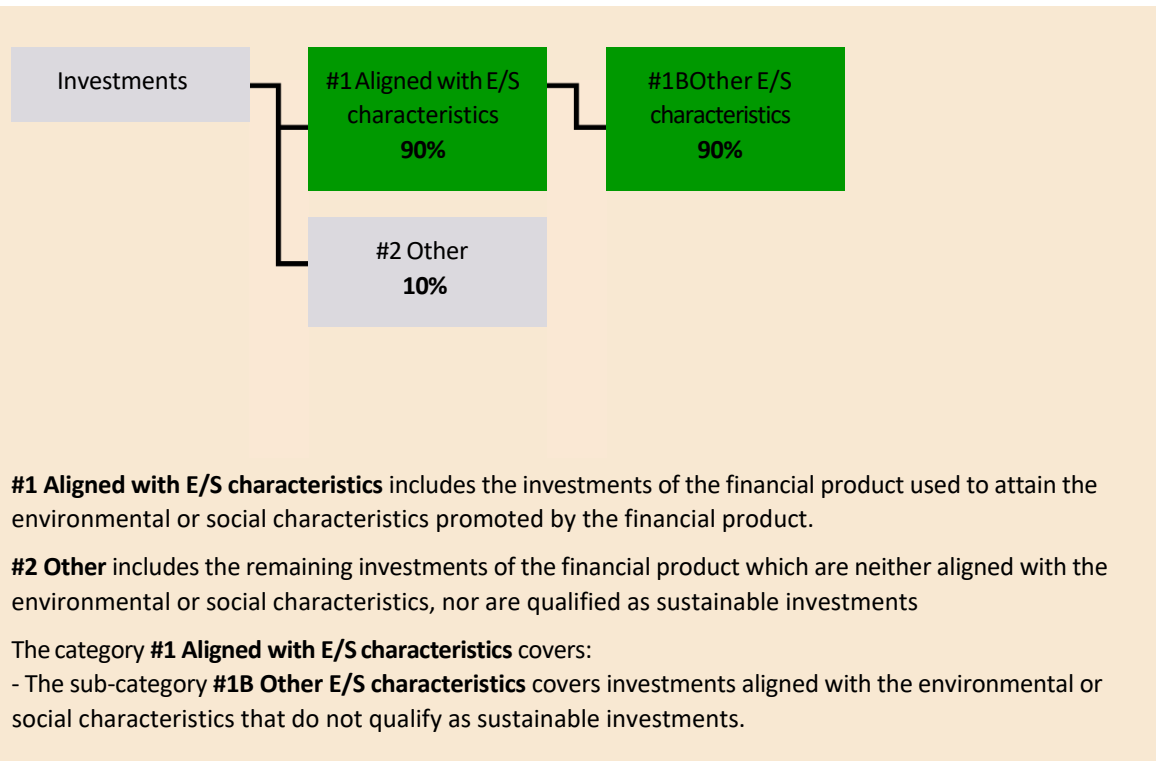 Investments
#1 Aligned with E/S
characteristics
90%
#1BOther E/S
characteristics
90%
#2 Other
10%
#1 Aligned with E/S characteristics includes the investments of the financial product used to attain the
environmental or social characteristics promoted by the financial product.
#2 Other includes the remaining investments of the financial product which are neither aligned with the
environmental or social characteristics, nor are qualified as sustainable investments
The category #1 Aligned with E/S characteristics covers:
- The sub-category #1B Other E/S characteristics covers investments aligned with the environmental or
social characteristics that do not qualify as sustainable investments.